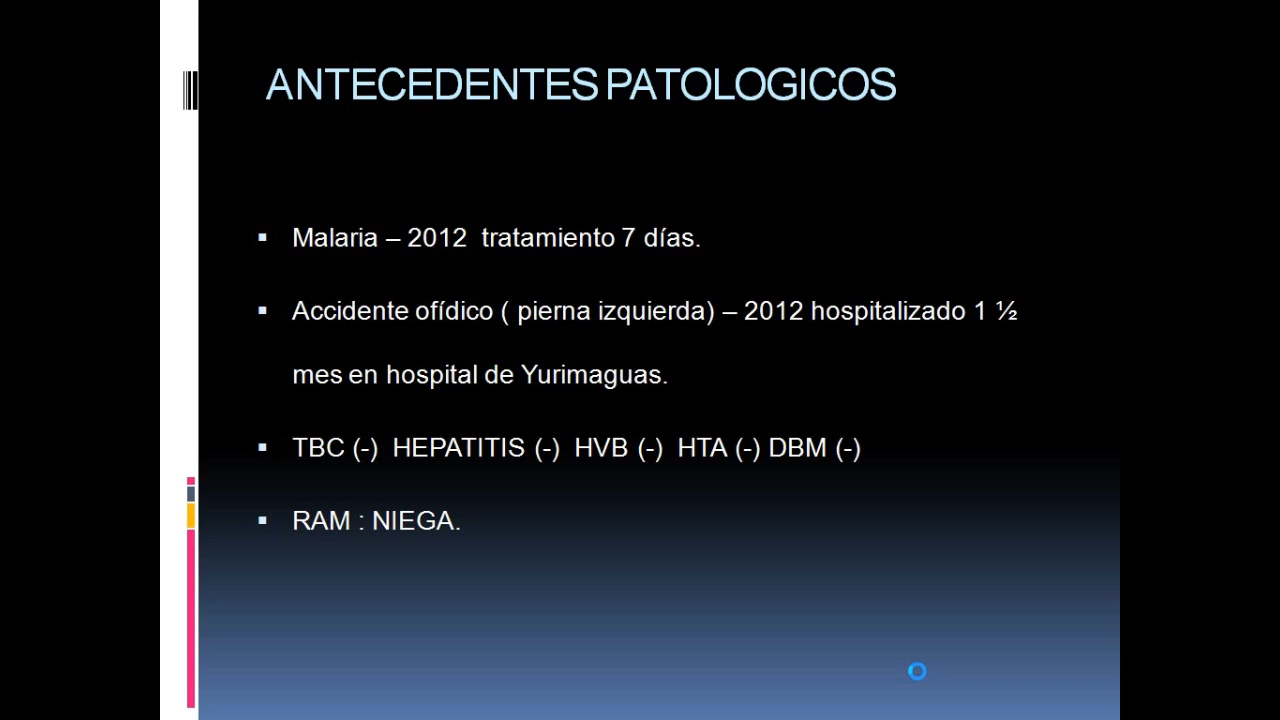 ANTECEDENTES PATOLOGICOS
▪ Malaria – 2012  tratamiento 7 días.
▪ Accidente ofídico ( pierna izquierda) – 2012 hospitalizado 1 ½
mes en hospital de Yurimaguas.
▪ TBC (-)  HEPATITIS (-)  HVB (-)  HTA (-) DBM (-)
▪ RAM : NIEGA.